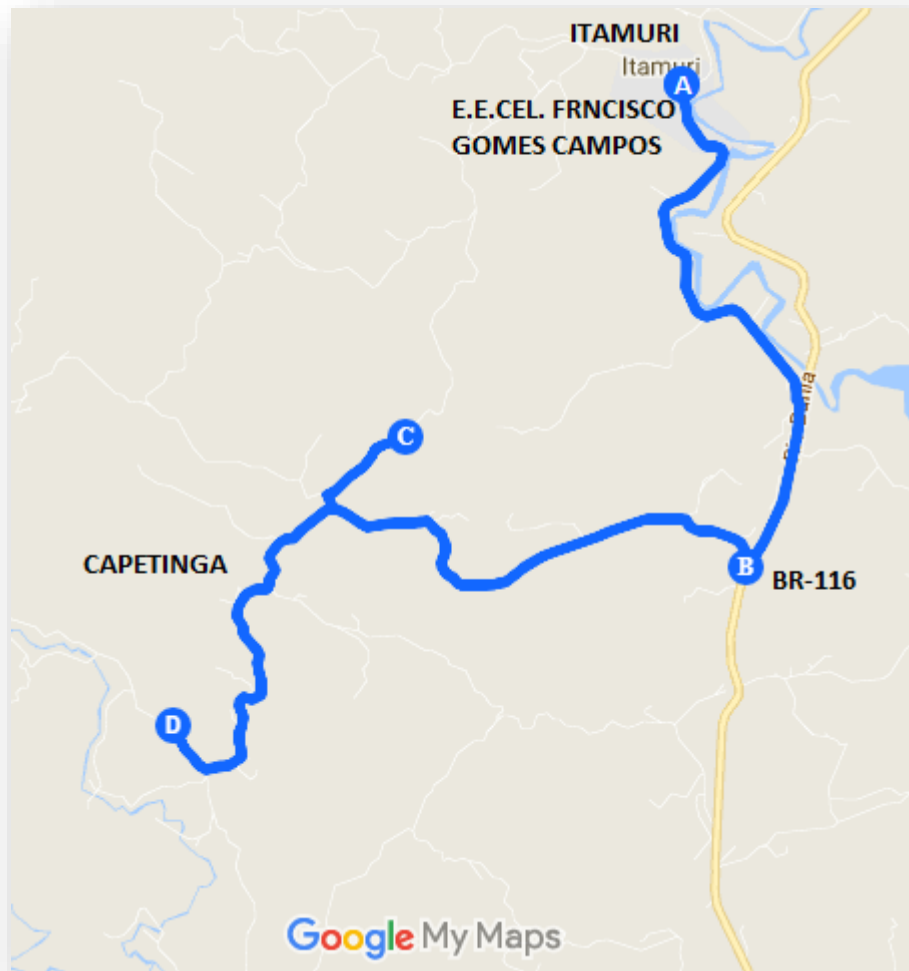 ITAMURI
Itamuri
A
E.E.CEL. FRNCISCO
GOMES CAMPOS
C
CAPETINGA
B
BR-116
D
Google My Maps